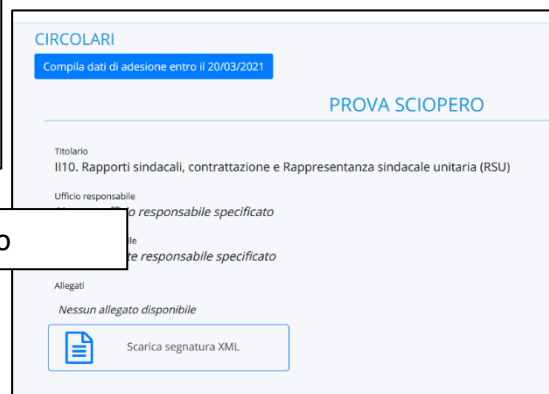 CIRCOLARI
Compila dati di adesione entro il 20/03/2021
PROVA SCIOPERO
Titolario
II10. Rapporti sindacali, contrattazione e Rappresentanza sindacale unitaria (RSU)
Ufficio responsabile
responsabile specificato
responsabile specificato
Allegati
Nessun allegato disponibile
Scarica segnatura XML